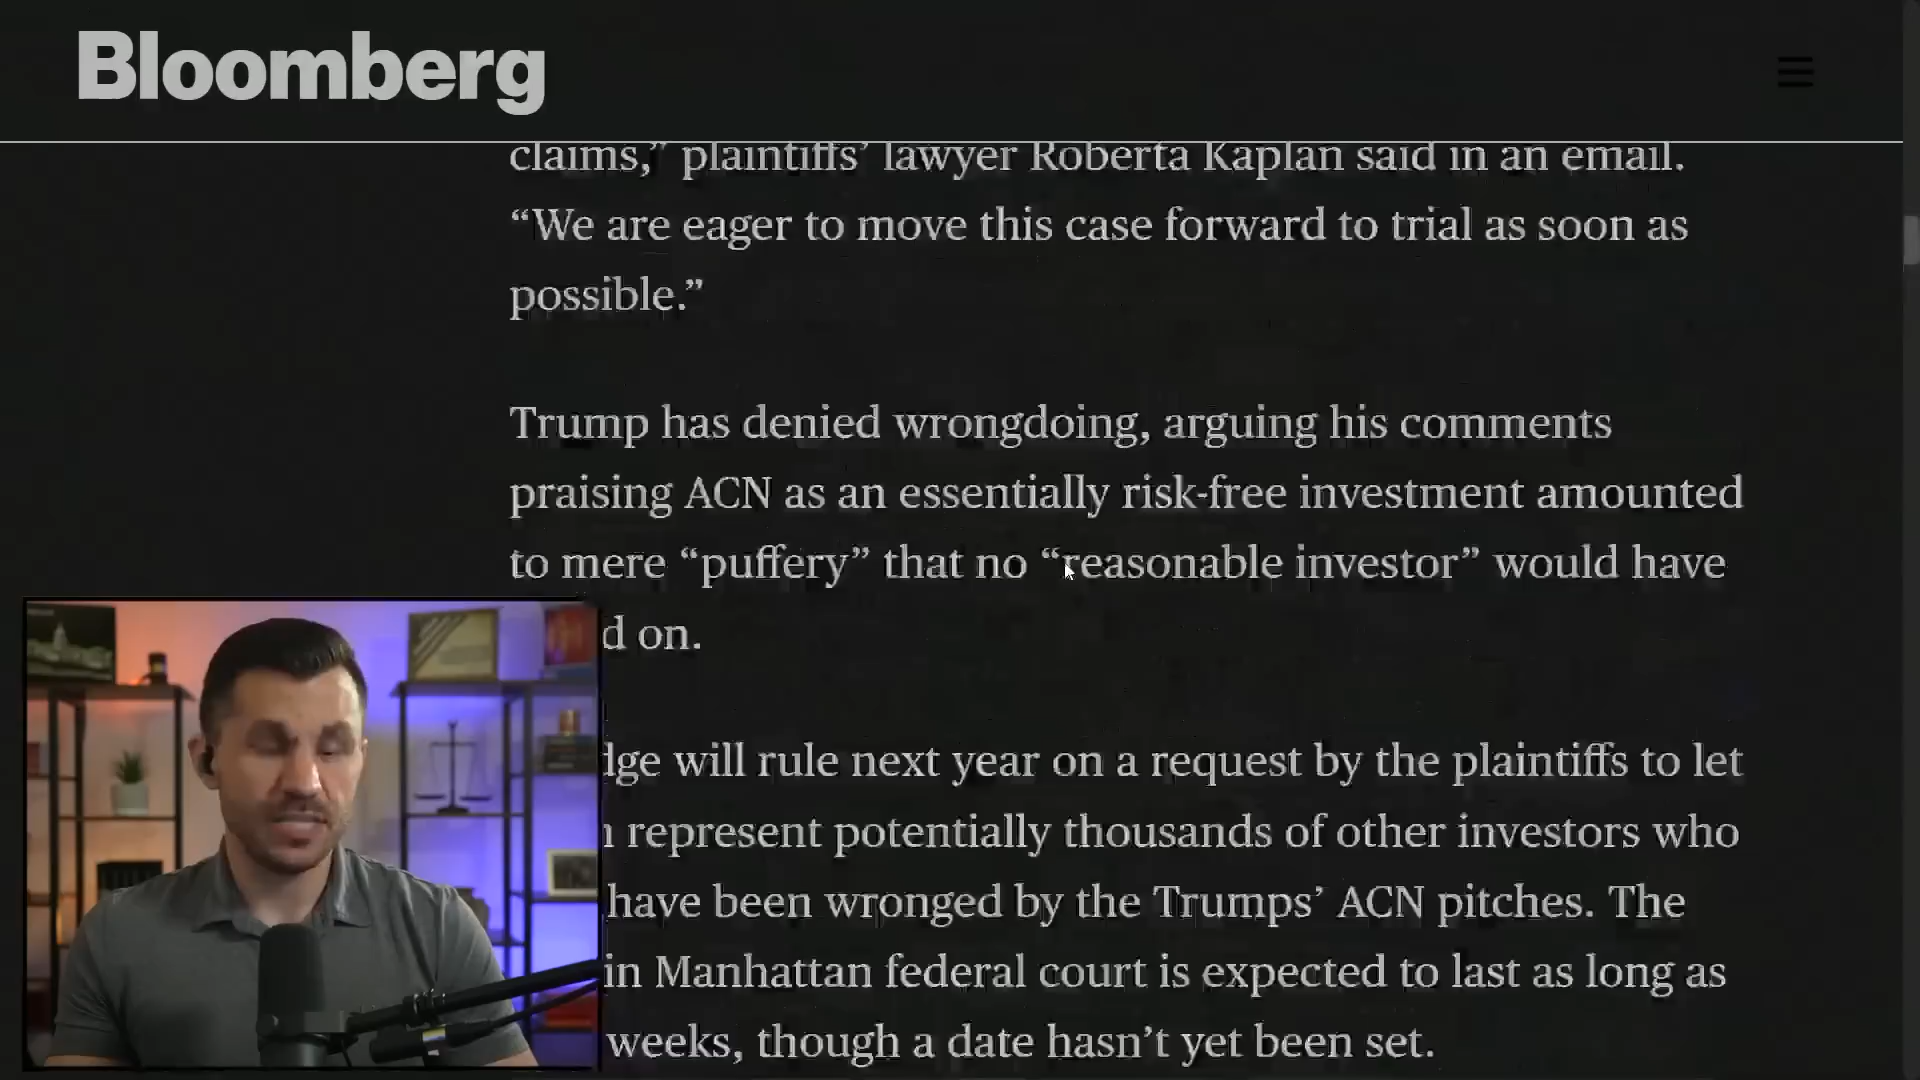 Bloomberg
claims,” plaintiffs’ lawyer Roberta Kaplan said in an email.
“We are eager to move this case forward to trial as soon as
possible.”
Trump has denied wrongdoing, arguing his comments
praising ACN as an essentially risk-free investment amounted
to mere “puffery” that no “reasonable investor” would have
d on.
dge will rule next year on a request by the plaintiffs to let
represent potentially thousands of other investors who
have been wronged by the Trumps’ ACN pitches. The
in Manhattan federal court is expected to last as long as
weeks, though a date hasn’t yet been set.